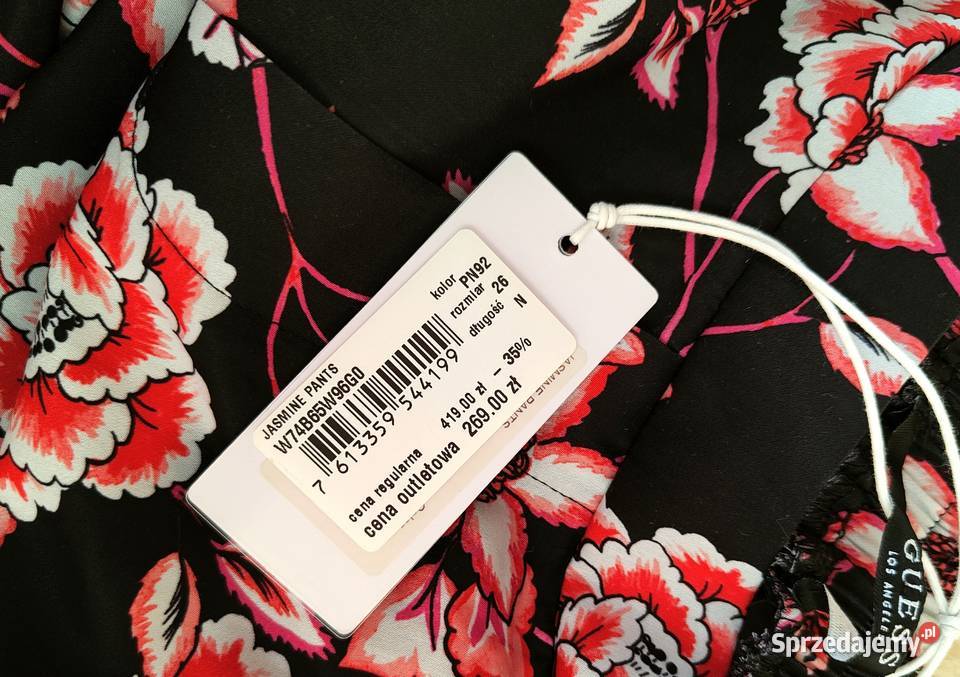 JASMINE PANTS
W74B65W96G0
kolor PN92
rozmiar 26
długość N
7 613359 544199
cena regularna 419.00 zł - 35%
cena outletowa 269.00 zł
JASMINE PANTS
GUESS
LOS ANGELES
Sprzedajemy.pl